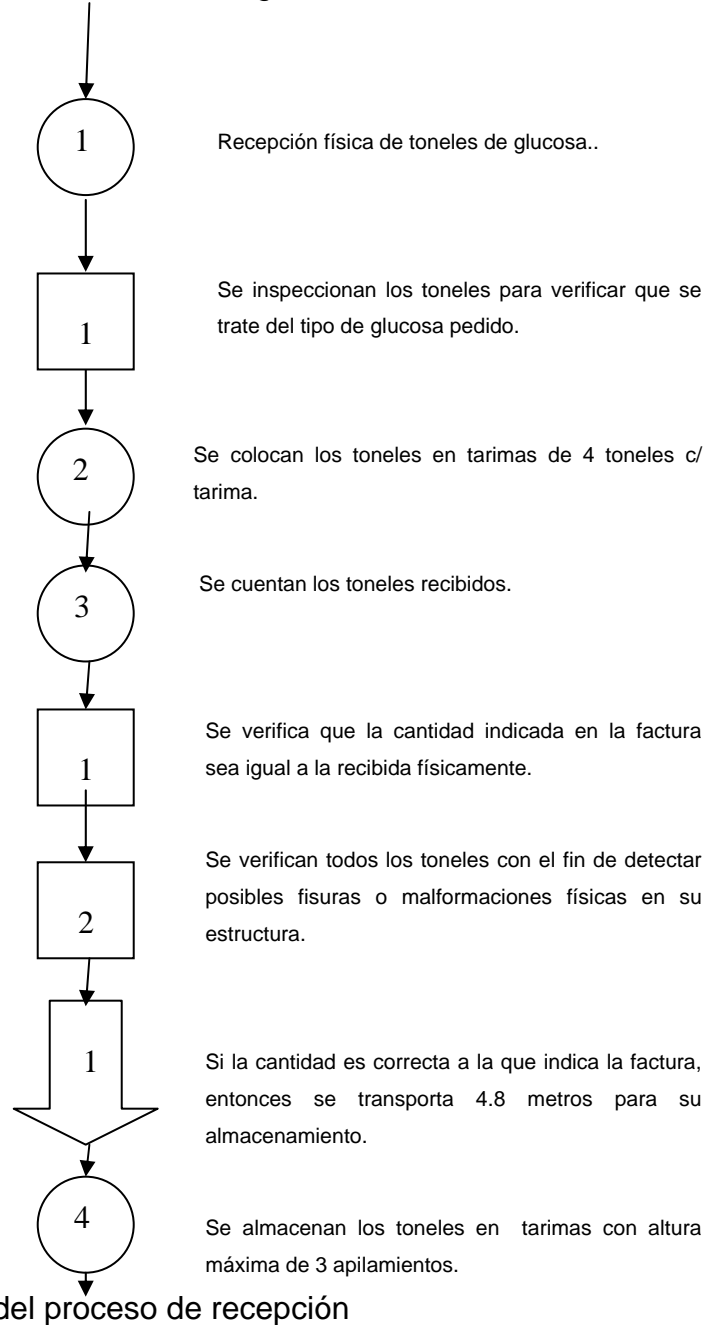 1
Recepción física de toneles de glucosa..
Se inspeccionan los toneles para verificar que se
trate del tipo de glucosa pedido.
1
Se colocan los toneles en tarimas de 4 toneles c/
tarima.
2
Se cuentan los toneles recibidos.
3
Se verifica que la cantidad indicada en la factura
sea igual a la recibida físicamente.
1
Se verifican todos los toneles con el fin de detectar
posibles fisuras o malformaciones físicas en su
estructura.
2
Si la cantidad es correcta a la que indica la factura,
entonces se transporta 4.8 metros para su
almacenamiento.
1
Se almacenan los toneles en tarimas con altura
máxima de 3 apilamientos.
4
del proceso de recepción